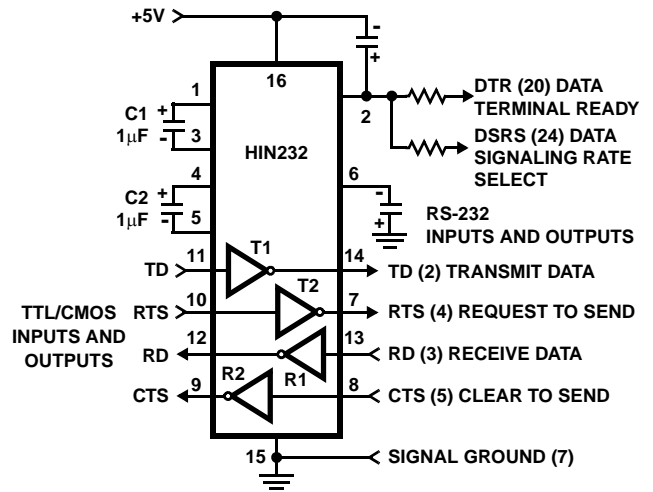 +5V
-
+
16
1
C1 +
1μF -
3
HIN232
2
DTR (20) DATA
TERMINAL READY
DSRS (24) DATA
SIGNALING RATE
SELECT
4
C2 +
1μF -
5
6
-
+
RS-232
INPUTS AND OUTPUTS
T1
11
TD
14
TD (2) TRANSMIT DATA
T2
10
RTS
7
RTS (4) REQUEST TO SEND
TTL/CMOS
INPUTS AND
OUTPUTS
12
RD
R1
13
RD (3) RECEIVE DATA
9
CTS
R2
8
CTS (5) CLEAR TO SEND
15
SIGNAL GROUND (7)